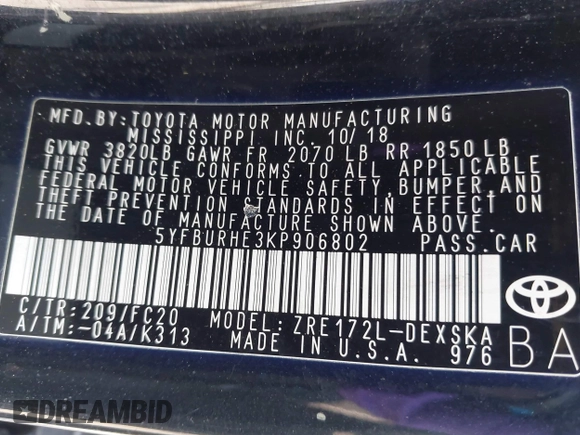 MFD.BY:TOYOTA MOTOR MANUFACTURING
MISSISSIPPI, INC. 10/18
GVWR 3820LB GAWR FR 2070 LB RR 1850 LB
THIS VEHICLE CONFORMS TO ALL APPLICABLE
FEDERAL MOTOR VEHICLE SAFETY, BUMPER, AND
THEFT PREVENTION STANDARDS IN EFFECT ON
THE DATE OF MANUFACTURE SHOWN ABOVE.
5YFBURHE3KP906802 PASS.CAR
C/TR:209/FC20 MODEL: ZRE172L-DEXSKA
A/TM:-04A/K313 MADE IN U.S.A. 976
BA
DREAMBID